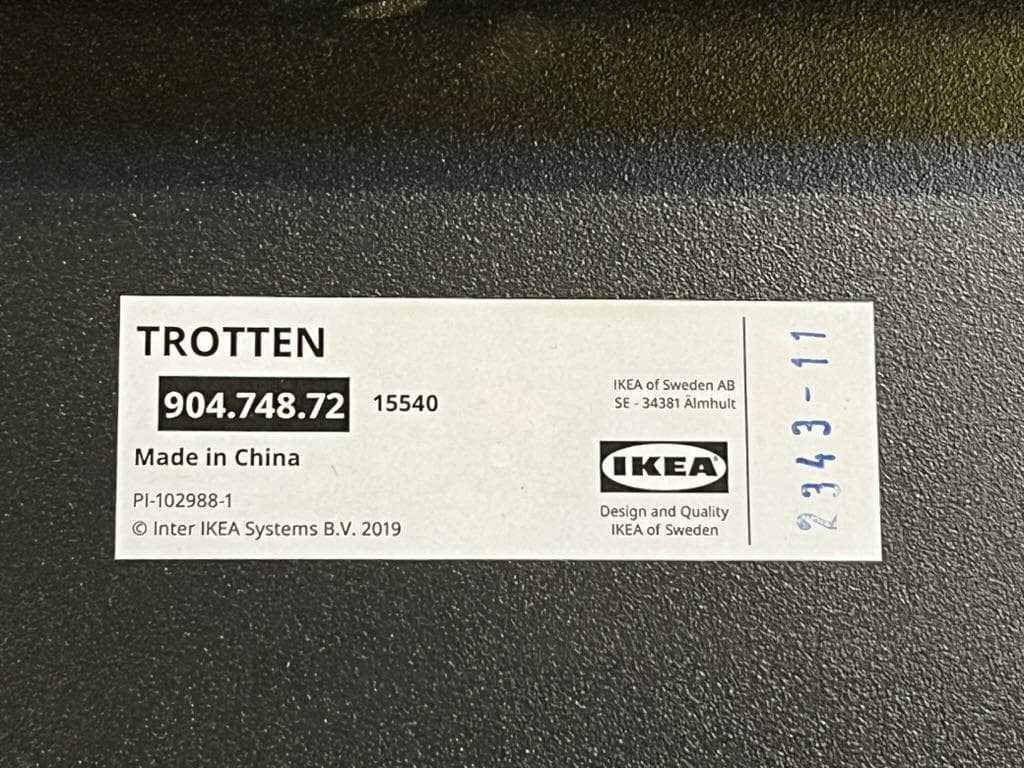 TROTTEN
904.748.72 15540
Made in China
PI-102988-1
© Inter IKEA Systems B.V. 2019
IKEA of Sweden AB
SE - 34381 Älmhult
IKEA®
Design and Quality
IKEA of Sweden
2343-11